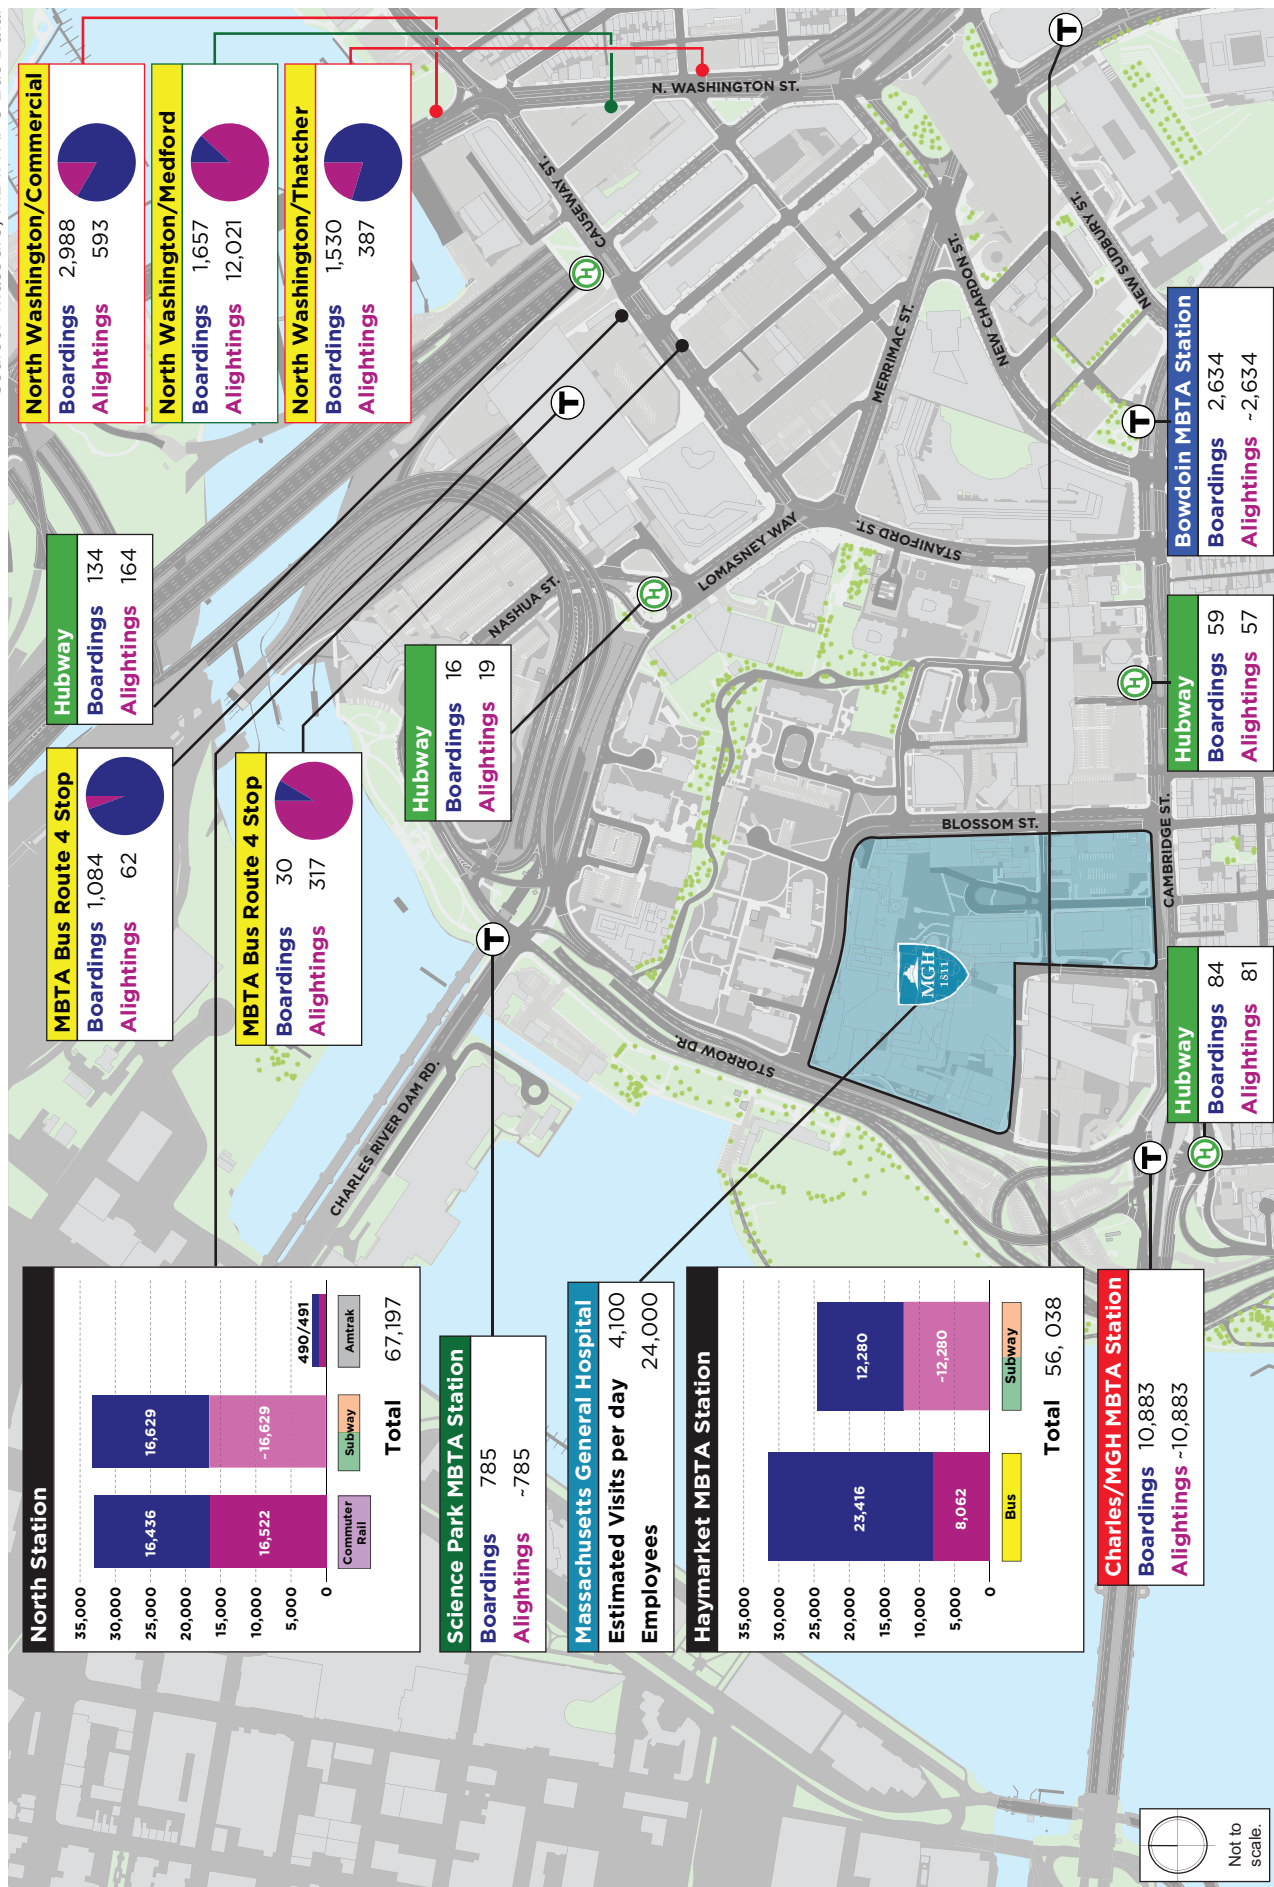 North Station
35,000
30,000
25,000
20,000
15,000
10,000
5,000
0
16,436
16,522
16,629
~16,629
490/491
Commuter
Rail
Subway
Amtrak
Total 67,197
MBTA Bus Route 4 Stop
Boardings 1,084
Alightings 62
Hubway
Boardings 134
Alightings 164
North Washington/Commercial
Boardings 2,988
Alightings 593
North Washington/Medford
Boardings 1,657
Alightings 12,021
North Washington/Thatcher
Boardings 1,530
Alightings 387
MBTA Bus Route 4 Stop
Boardings 30
Alightings 317
Hubway
Boardings 16
Alightings 19
Science Park MBTA Station
Boardings 785
Alightings ~785
Massachusetts General Hospital
Estimated Visits per day 4,100
Employees 24,000
Haymarket MBTA Station
35,000
30,000
25,000
20,000
15,000
10,000
5,000
0
23,416
8,062
12,280
~12,280
Bus
Subway
Total 56, 038
Charles/MGH MBTA Station
Boardings 10,883
Alightings ~10,883
Hubway
Boardings 84
Alightings 81
Hubway
Boardings 59
Alightings 57
Bowdoin MBTA Station
Boardings 2,634
Alightings ~2,634
CHARLES RIVER DAM RD.
NASHUA ST.
CAUSEWAY ST.
N. WASHINGTON ST.
LOMASNEY WAY
STANIFORD ST.
MERRIMAC ST.
NEW CHARDON ST.
NEW SUDBURY ST.
STORROW DR.
BLOSSOM ST.
CAMBRIDGE ST.
MGH
1811
T
T
T
T
T
H
H
H
H
Not to
scale.